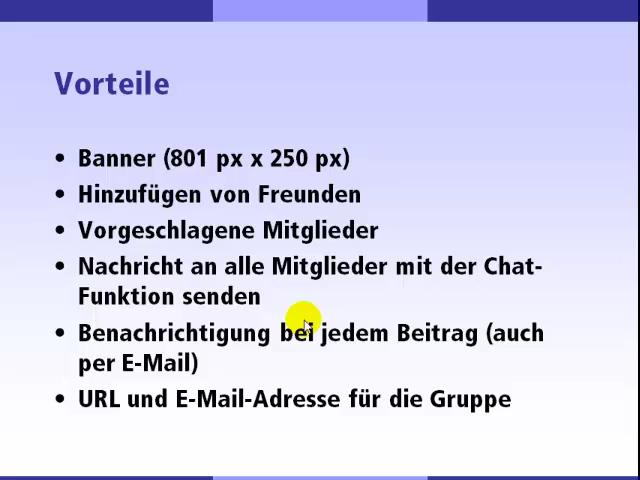 Vorteile
• Banner (801 px x 250 px)
• Hinzufügen von Freunden
• Vorgeschlagene Mitglieder
• Nachricht an alle Mitglieder mit der Chat-
Funktion senden
• Benachrichtigung bei jedem Beitrag (auch
per E-Mail)
• URL und E-Mail-Adresse für die Gruppe